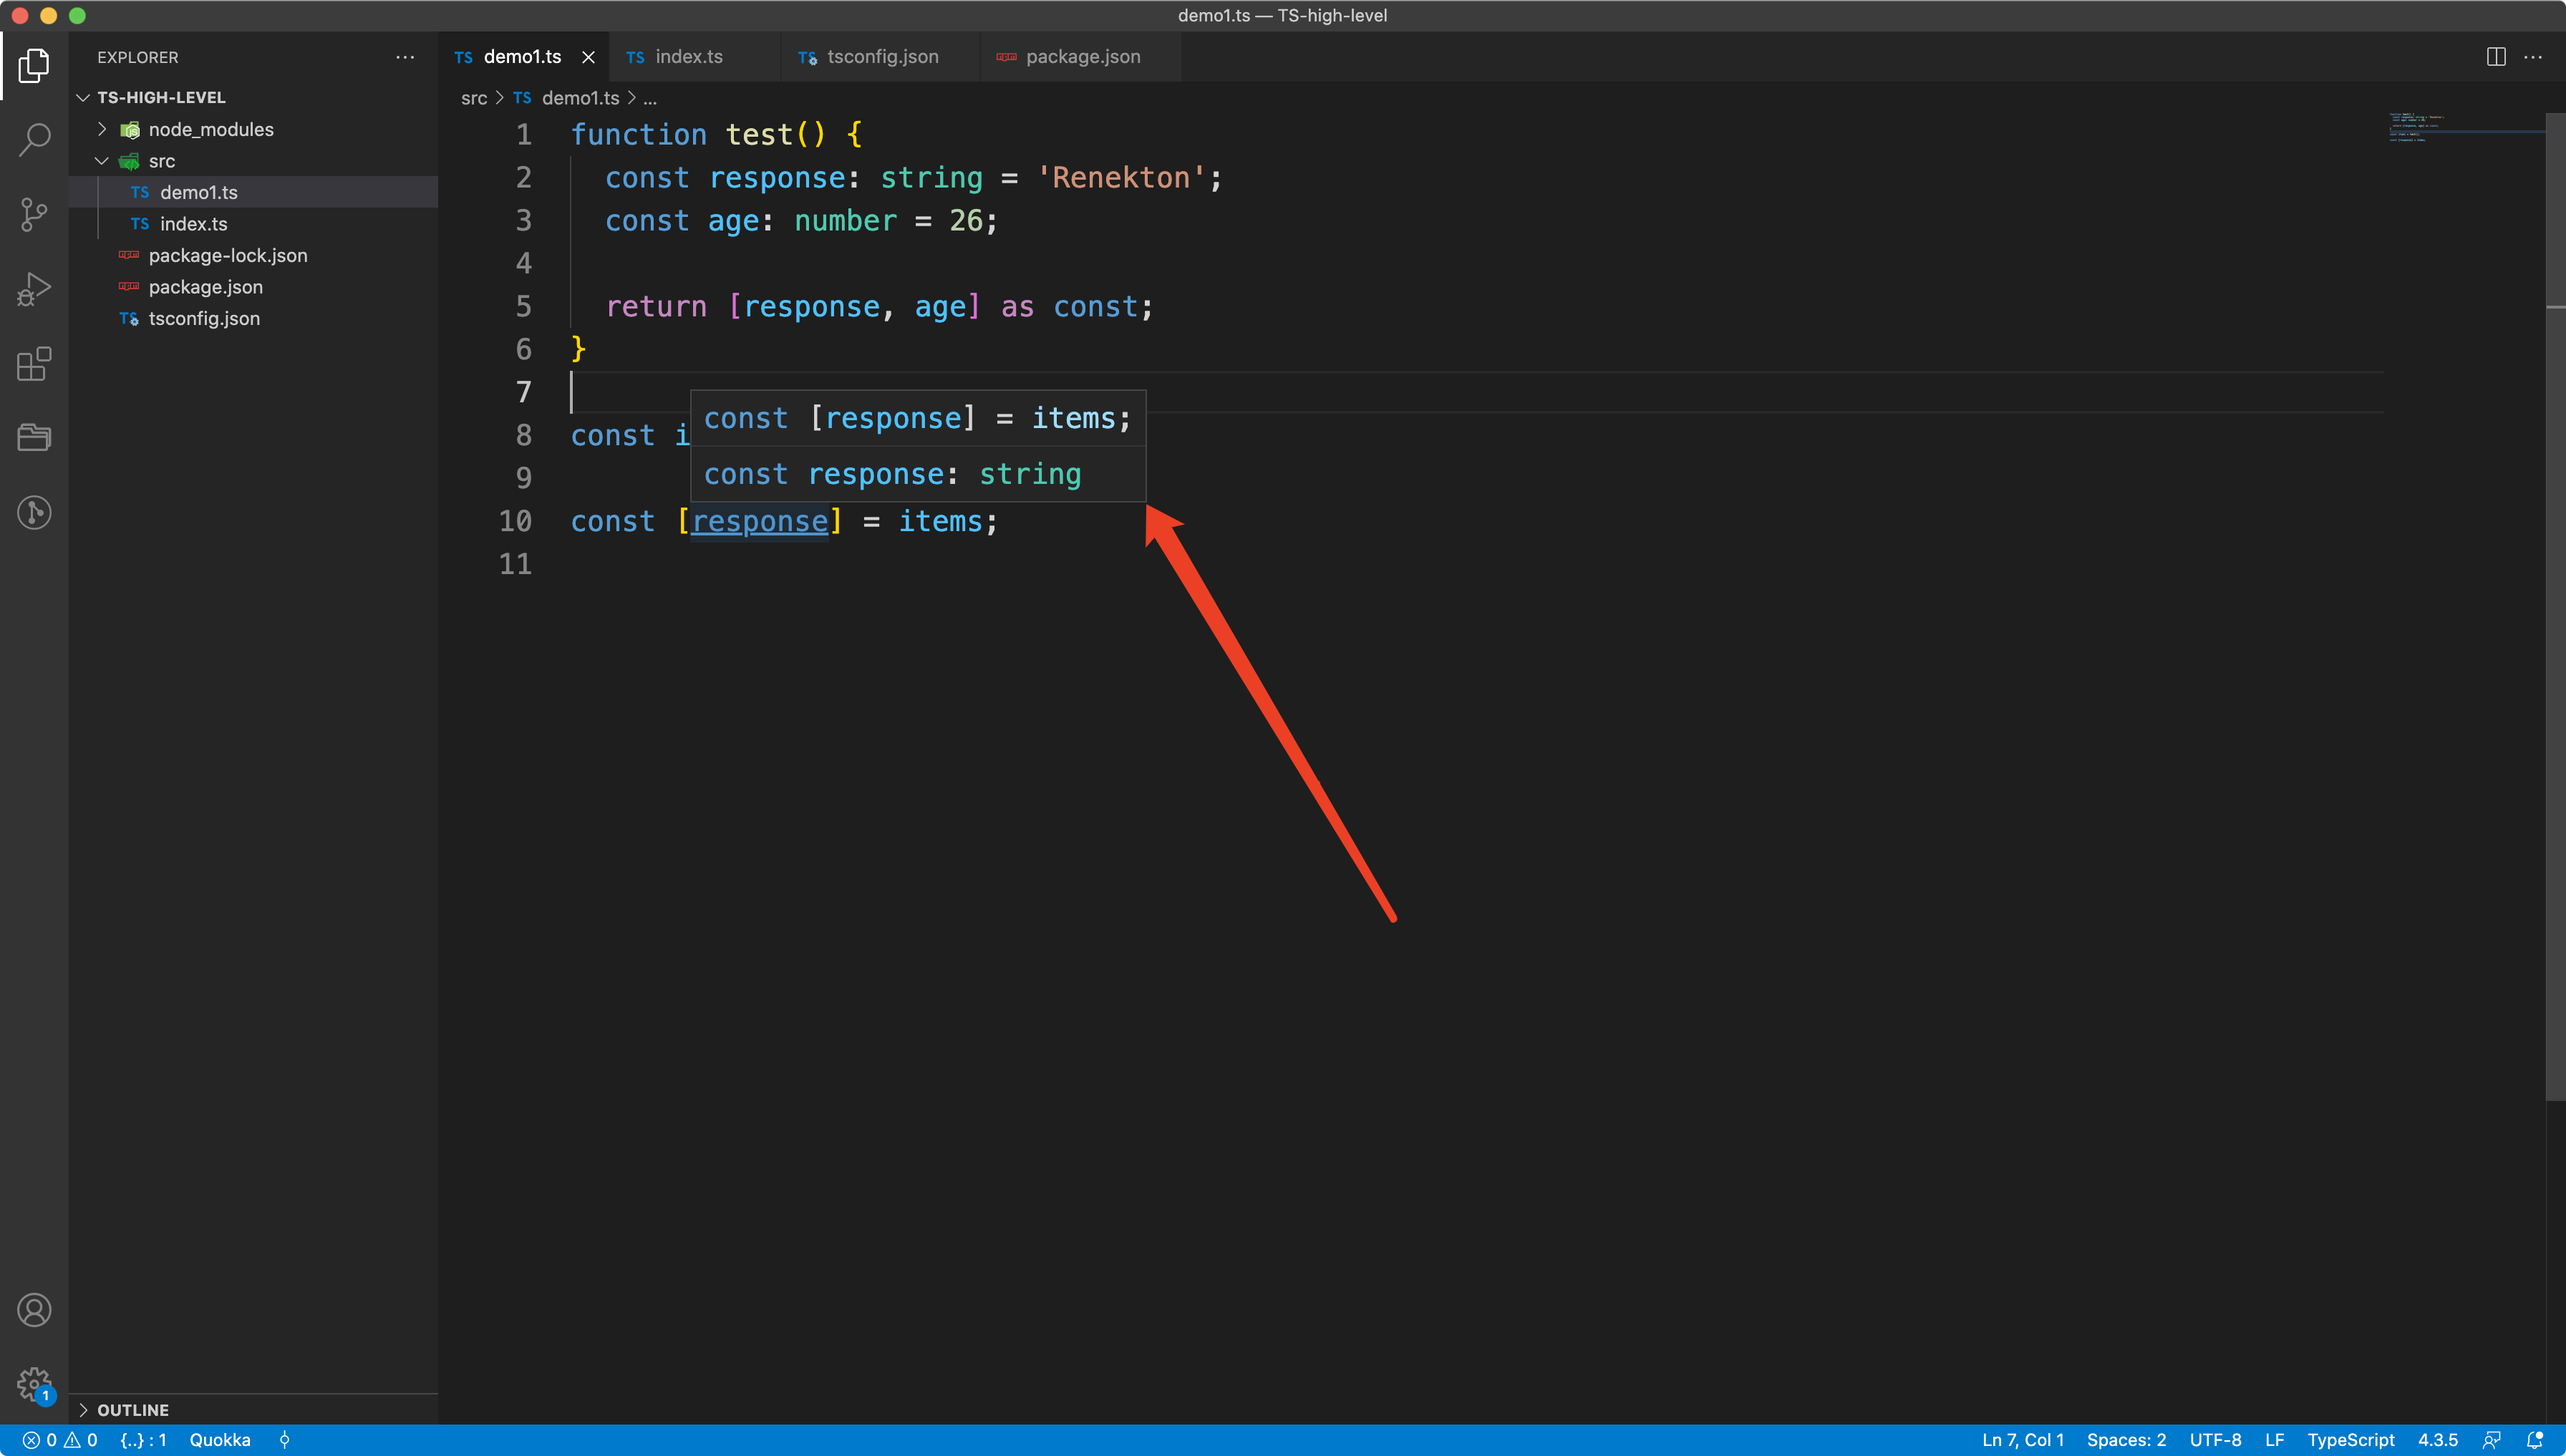 demo1.ts — TS-high-level
EXPLORER
TS demo1.ts
TS index.ts
TS tsconfig.json
package.json
TS-HIGH-LEVEL
node_modules
src
TS demo1.ts
TS index.ts
package-lock.json
package.json
TS tsconfig.json
src > TS demo1.ts > ...
1 function test() {
2 const response: string = 'Renekton';
3 const age: number = 26;
4
5 return [response, age] as const;
6 }
7
const [response] = items;
8 const i
const response: string
9
10 const [response] = items;
11
1
OUTLINE
0 0 {..} : 1 Quokka
Ln 7, Col 1 Spaces: 2 UTF-8 LF TypeScript 4.3.5